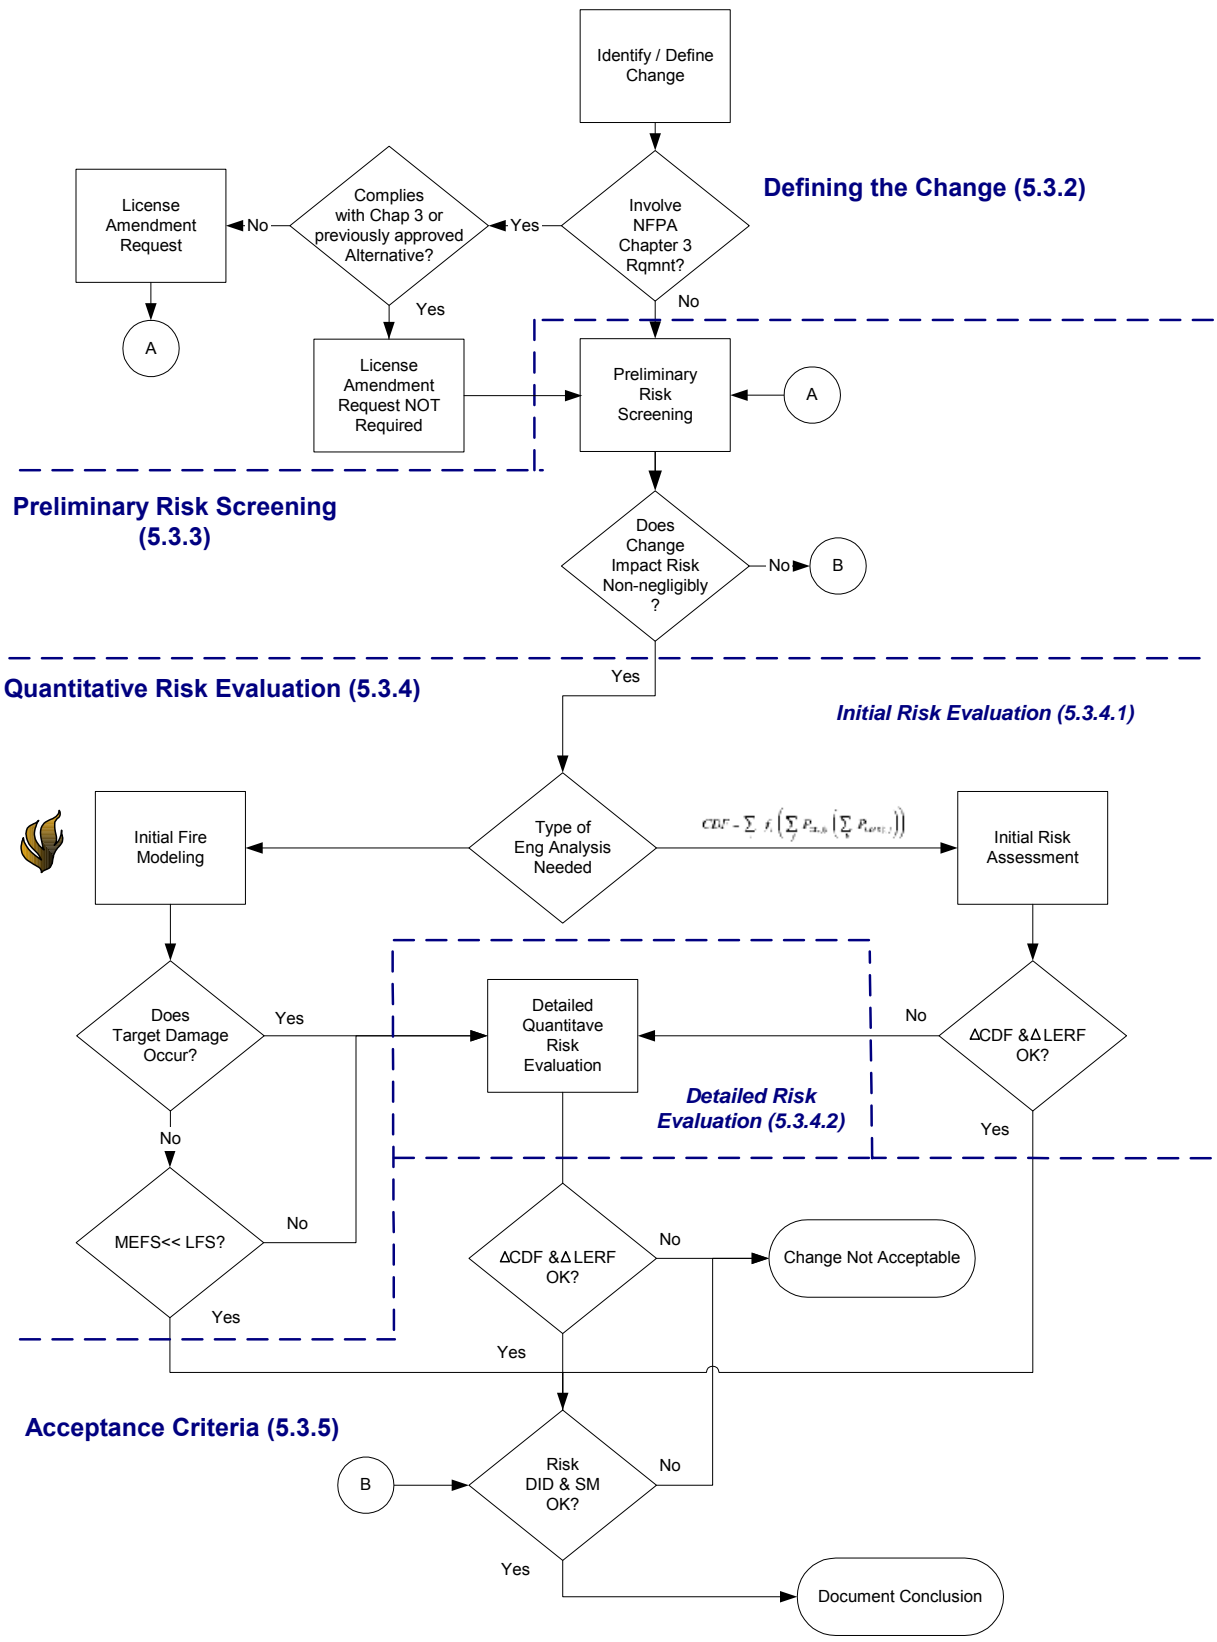 Identify / Define
Change
Defining the Change (5.3.2)
Involve
NFPA
Chapter 3
Rqmnt?
Yes
Complies
with Chap 3 or
previously approved
Alternative?
No
License
Amendment
Request
A
Yes
No
License
Amendment
Request NOT
Required
Preliminary
Risk
Screening
A
Preliminary Risk Screening
(5.3.3)
Does
Change
Impact Risk
Non-negligibly
?
No
B
Yes
Quantitative Risk Evaluation (5.3.4)
Initial Risk Evaluation (5.3.4.1)
Initial Fire
Modeling
Type of
Eng Analysis
Needed
Initial Risk
Assessment
Does
Target Damage
Occur?
Yes
Detailed
Quantitave
Risk
Evaluation
No
ΔCDF &Δ LERF
OK?
Detailed Risk
Evaluation (5.3.4.2)
No
Yes
MEFS<< LFS?
No
ΔCDF &Δ LERF
OK?
No
Change Not Acceptable
Yes
Yes
Acceptance Criteria (5.3.5)
B
Risk
DID & SM
OK?
No
Yes
Document Conclusion